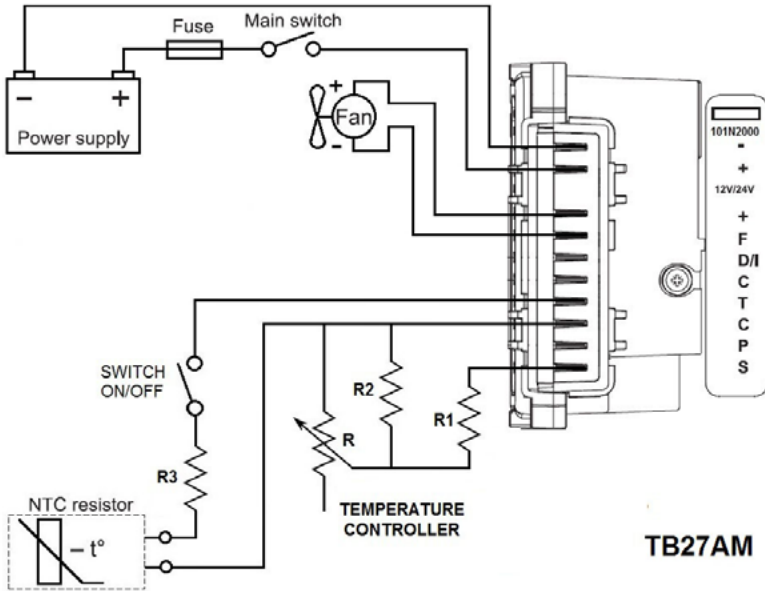 Fuse
Main switch
- +
Power supply
+
Fan
-
101N2000
-
+
12V/24V
+
F
D/I
C
T
C
P
S
SWITCH
ON/OFF
R2
R1
R
R3
TEMPERATURE
CONTROLLER
NTC resistor
– t°
TB27AM